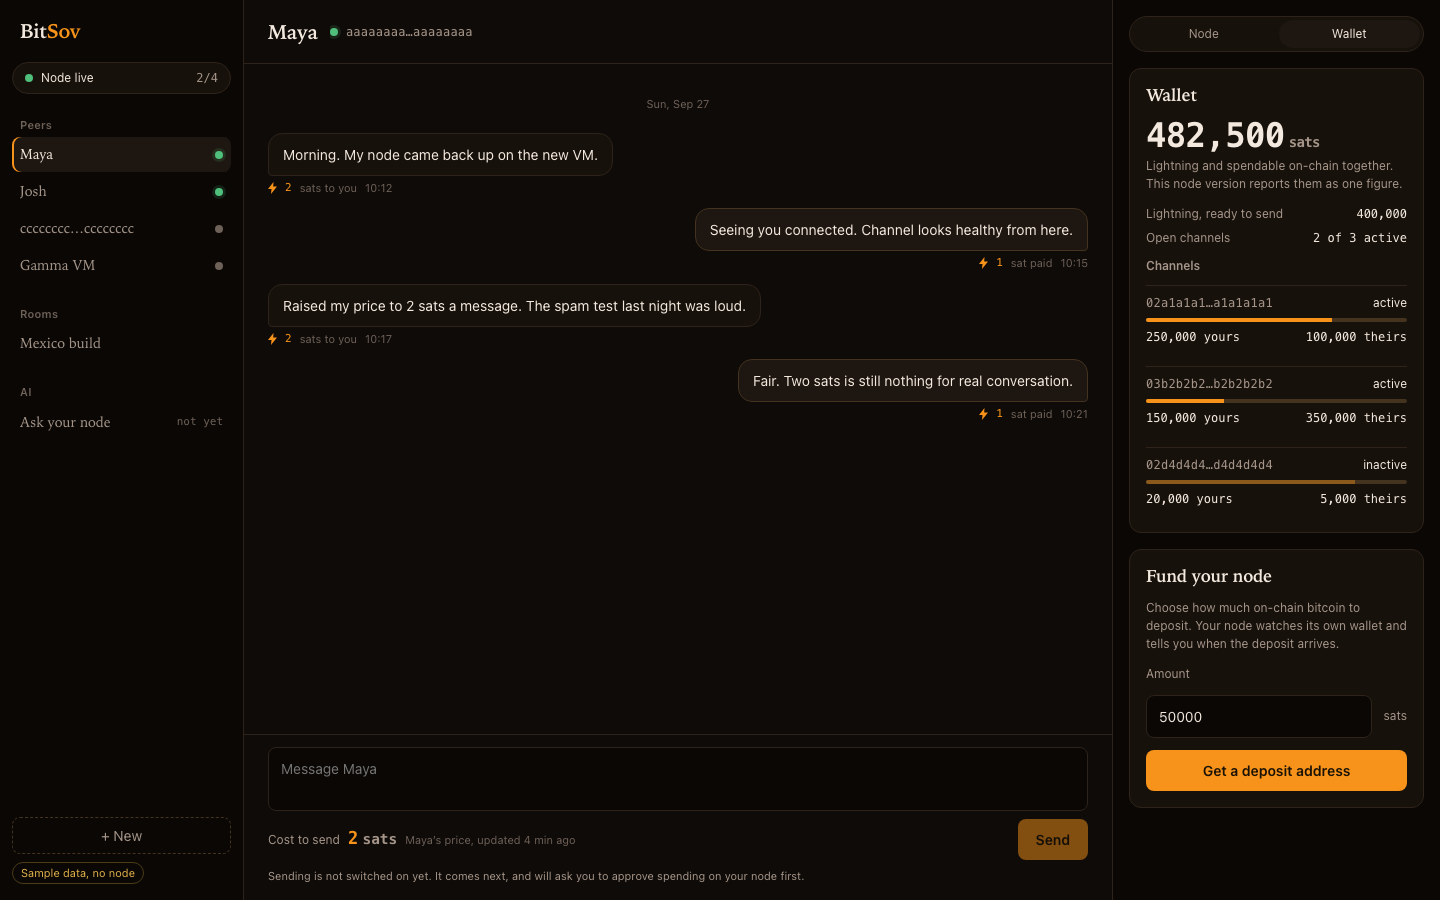 BitSov
Node live 2/4
Peers
Maya
Josh
cccccccc…cccccccc
Gamma VM
Rooms
Mexico build
AI
Ask your node not yet
+ New
Sample data, no node
Maya aaaaaaaa…aaaaaaaa
Sun, Sep 27
Morning. My node came back up on the new VM.
2 sats to you 10:12
Seeing you connected. Channel looks healthy from here.
1 sat paid 10:15
Raised my price to 2 sats a message. The spam test last night was loud.
2 sats to you 10:17
Fair. Two sats is still nothing for real conversation.
1 sat paid 10:21
Message Maya
Cost to send 2 sats Maya's price, updated 4 min ago
Send
Sending is not switched on yet. It comes next, and will ask you to approve spending on your node first.
Node Wallet
Wallet
482,500 sats
Lightning and spendable on-chain together.
This node version reports them as one figure.
Lightning, ready to send 400,000
Open channels 2 of 3 active
Channels
02a1a1a1…a1a1a1a1 active
250,000 yours 100,000 theirs
03b2b2b2…b2b2b2b2 active
150,000 yours 350,000 theirs
02d4d4d4…d4d4d4d4 inactive
20,000 yours 5,000 theirs
Fund your node
Choose how much on-chain bitcoin to
deposit. Your node watches its own wallet and
tells you when the deposit arrives.
Amount
50000 sats
Get a deposit address